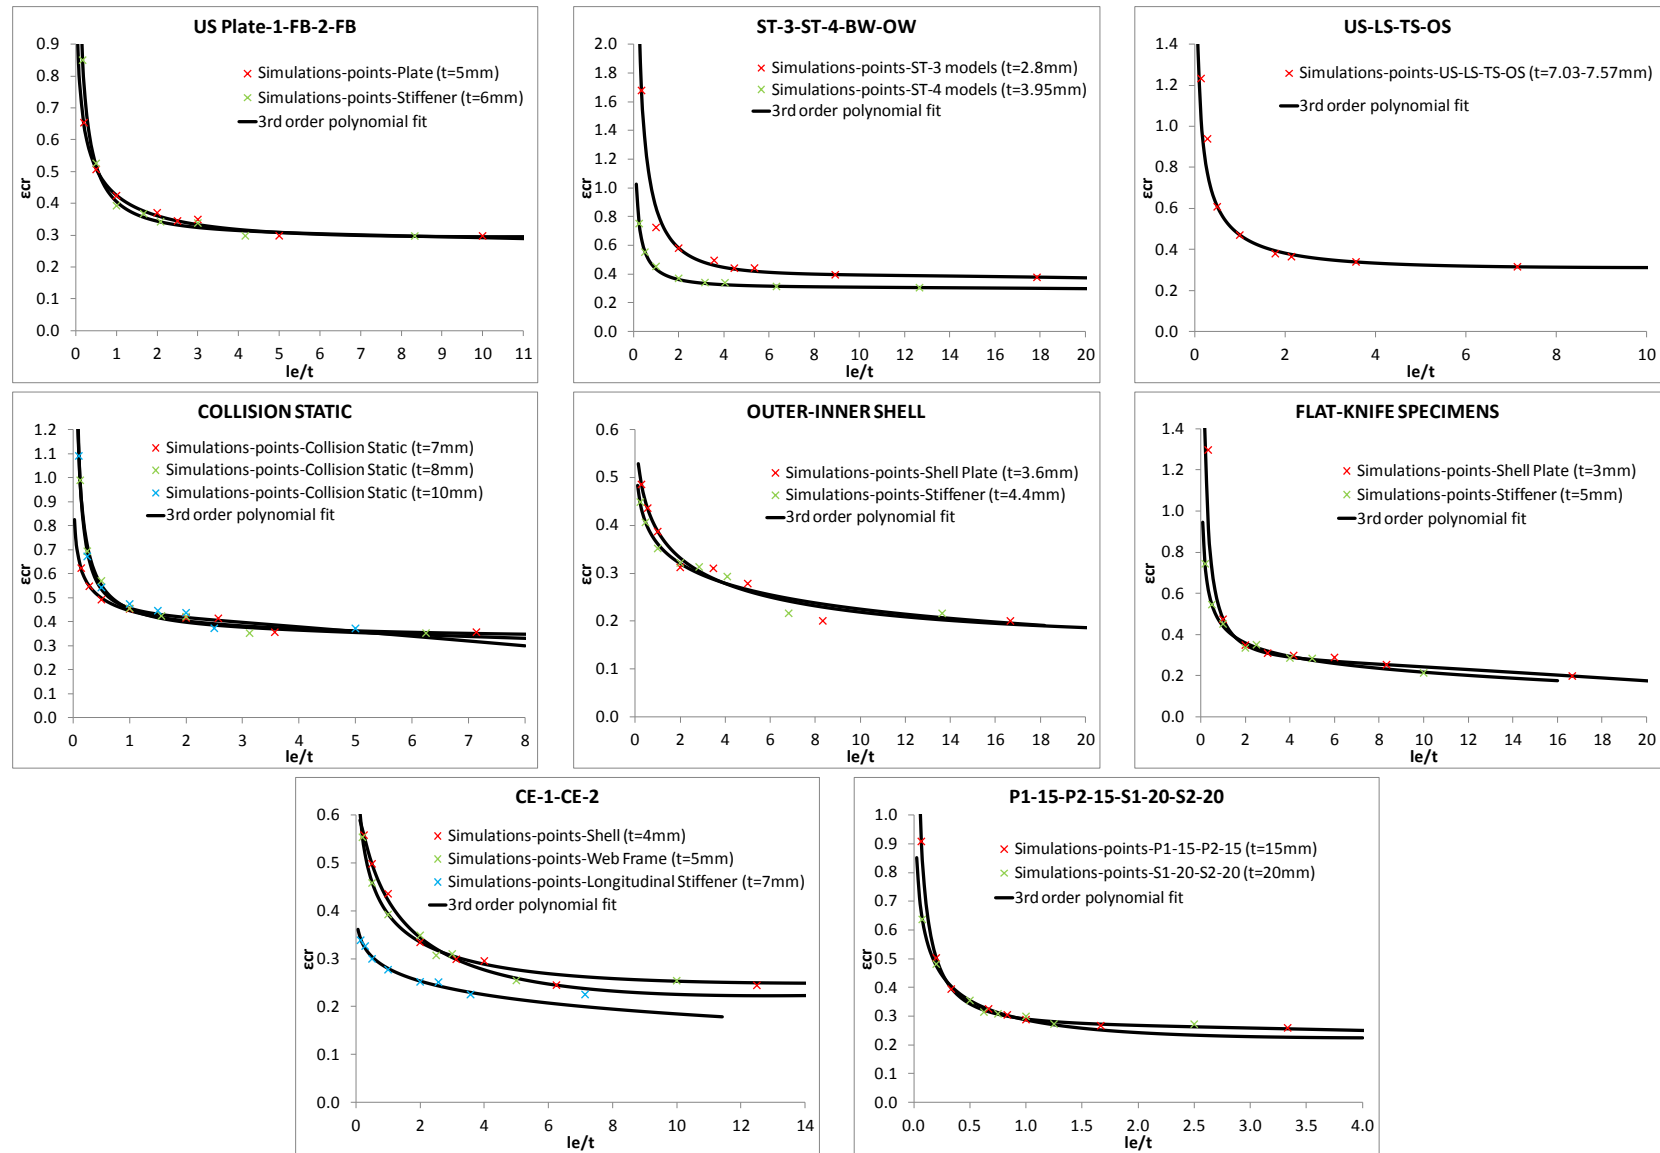 US Plate-1-FB-2-FB
εcr
0.9
0.8
0.7
0.6
0.5
0.4
0.3
0.2
0.1
0.0
Simulations-points-Plate (t=5mm)
Simulations-points-Stiffener (t=6mm)
3rd order polynomial fit
0 1 2 3 4 5 6 7 8 9 10 11
le/t
ST-3-ST-4-BW-OW
εcr
2.0
1.8
1.6
1.4
1.2
1.0
0.8
0.6
0.4
0.2
0.0
Simulations-points-ST-3 models (t=2.8mm)
Simulations-points-ST-4 models (t=3.95mm)
3rd order polynomial fit
0 2 4 6 8 10 12 14 16 18 20
le/t
US-LS-TS-OS
εcr
1.4
1.2
1.0
0.8
0.6
0.4
0.2
0.0
Simulations-points-US-LS-TS-OS (t=7.03-7.57mm)
3rd order polynomial fit
0 2 4 6 8 10
le/t
COLLISION STATIC
εcr
1.2
1.1
1.0
0.9
0.8
0.7
0.6
0.5
0.4
0.3
0.2
0.1
0.0
Simulations-points-Collision Static (t=7mm)
Simulations-points-Collision Static (t=8mm)
Simulations-points-Collision Static (t=10mm)
3rd order polynomial fit
0 1 2 3 4 5 6 7 8
le/t
OUTER-INNER SHELL
εcr
0.6
0.5
0.4
0.3
0.2
0.1
0.0
Simulations-points-Shell Plate (t=3.6mm)
Simulations-points-Stiffener (t=4.4mm)
3rd order polynomial fit
0 2 4 6 8 10 12 14 16 18 20
le/t
FLAT-KNIFE SPECIMENS
εcr
1.4
1.2
1.0
0.8
0.6
0.4
0.2
0.0
Simulations-points-Shell Plate (t=3mm)
Simulations-points-Stiffener (t=5mm)
3rd order polynomial fit
0 2 4 6 8 10 12 14 16 18 20
le/t
CE-1-CE-2
εcr
0.6
0.5
0.4
0.3
0.2
0.1
0.0
Simulations-points-Shell (t=4mm)
Simulations-points-Web Frame (t=5mm)
Simulations-points-Longitudinal Stiffener (t=7mm)
3rd order polynomial fit
0 2 4 6 8 10 12 14
le/t
P1-15-P2-15-S1-20-S2-20
εcr
1.0
0.9
0.8
0.7
0.6
0.5
0.4
0.3
0.2
0.1
0.0
Simulations-points-P1-15-P2-15 (t=15mm)
Simulations-points-S1-20-S2-20 (t=20mm)
3rd order polynomial fit
0.0 0.5 1.0 1.5 2.0 2.5 3.0 3.5 4.0
le/t